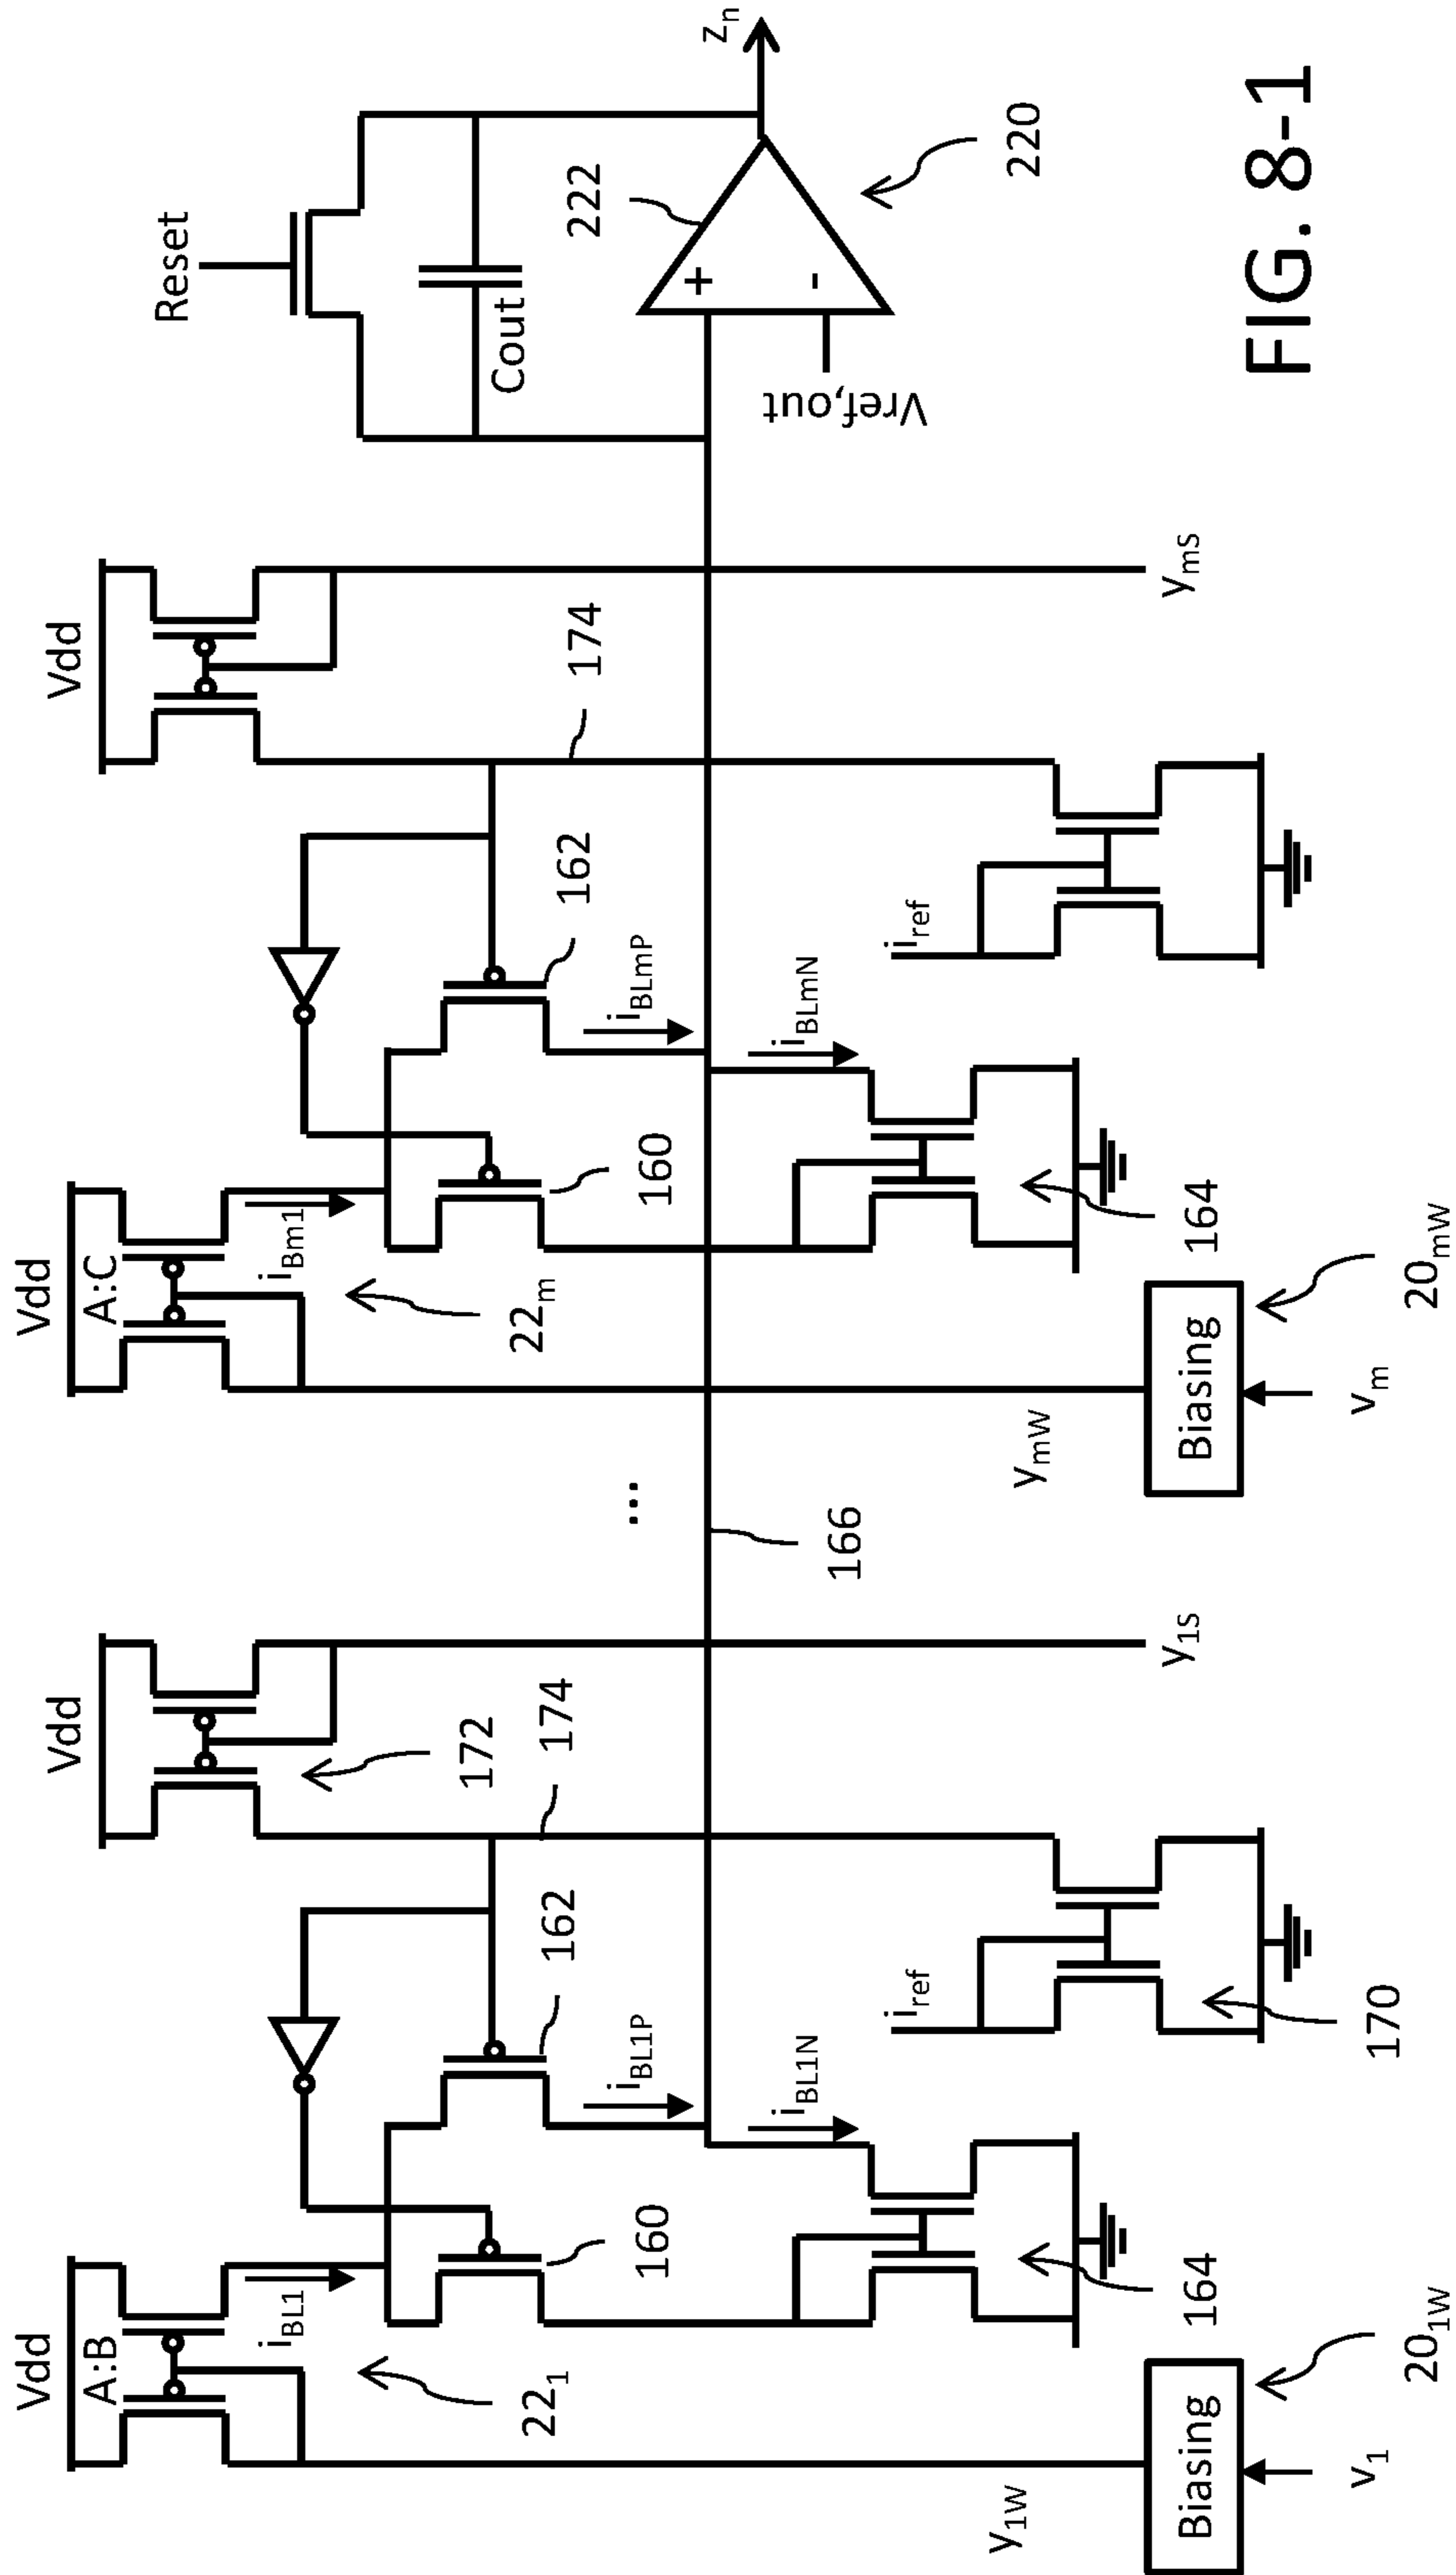 Vdd
A:B
i_BL1
22_1
160
162
i_BL1P
i_BL1N
164
y_1W
Biasing
v_1
20_1W
Vdd
172
174
i_ref
170
y_1S
...
166
Vdd
A:C
i_Bm1
22_m
160
162
i_BLmP
i_BLmN
164
y_mW
Biasing
v_m
20_mW
Vdd
174
i_ref
y_mS
Reset
Cout
222
+
-
Vref,out
z_n
220
FIG. 8-1